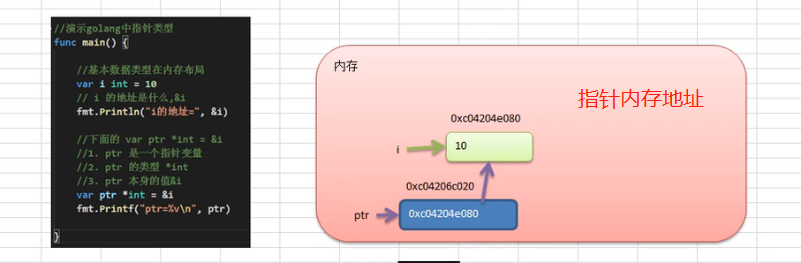 //演示golang中指针类型
func main() {
//基本数据类型在内存布局
var i int = 10
// i 的地址是什么,&i
fmt.Println("i的地址=", &i)
//下面的 var ptr *int = &i
//1. ptr 是一个指针变量
//2. ptr 的类型 *int
//3. ptr 本身的值&i
var ptr *int = &i
fmt.Printf("ptr=%v\n", ptr)
}
内存
指针内存地址
0xc04204e080
i
10
0xc04206c020
ptr
0xc04204e080